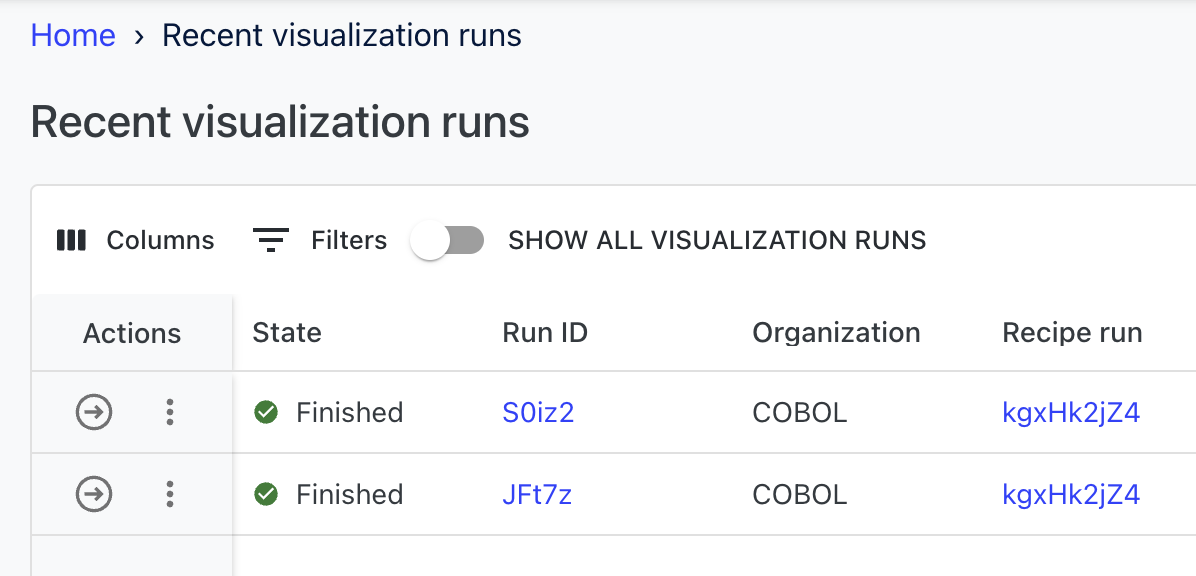 Home › Recent visualization runs
Recent visualization runs
Columns Filters SHOW ALL VISUALIZATION RUNS
Actions State Run ID Organization Recipe run
Finished S0iz2 COBOL kgxHk2jZ4
Finished JFt7z COBOL kgxHk2jZ4